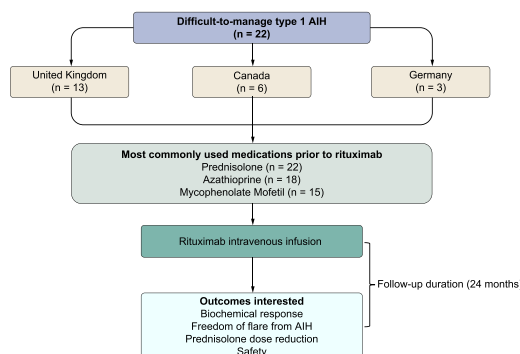 Difficult-to-manage type 1 AIH
(n = 22)
United Kingdom
(n = 13)
Canada
(n = 6)
Germany
(n = 3)
Most commonly used medications prior to rituximab
Prednisolone (n = 22)
Azathioprine (n = 18)
Mycophenolate Mofetil (n = 15)
Rituximab intravenous infusion
Follow-up duration (24 months
Outcomes interested
Biochemical response
Freedom of flare from AIH
Prednisolone dose reduction
Safety